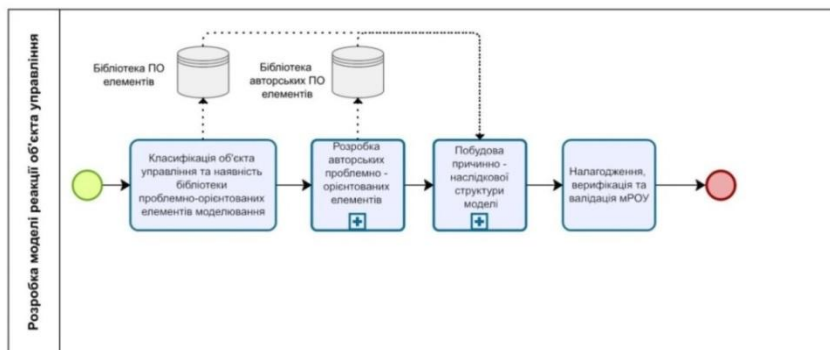 Розробка моделі реакції об'єкта управління
Бібліотека ПО
елементів
Бібліотека
авторських ПО
елементів
Класифікація об'єкта
управління та наявність
бібліотеки
проблемно-орієнтованих
елементів моделювання
Розробка
авторських
проблемно -
орієнтованих
елементів
Побудова
причинно -
наслідкової
структури
моделі
Налагодження,
верифікація та
валідація мРОУ